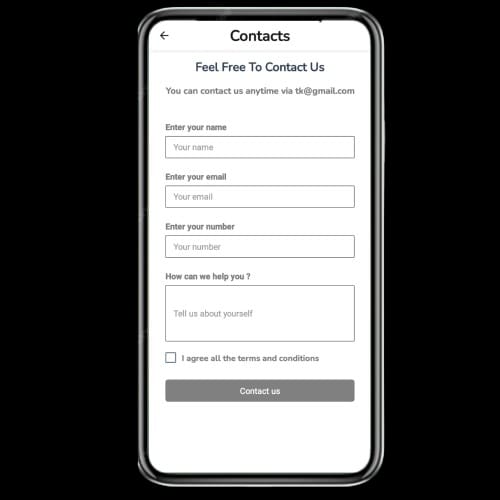 Contacts
Feel Free To Contact Us
You can contact us anytime via tk@gmail.com
Enter your name
Your name
Enter your email
Your email
Enter your number
Your number
How can we help you ?
Tell us about yourself
I agree all the terms and conditions
Contact us